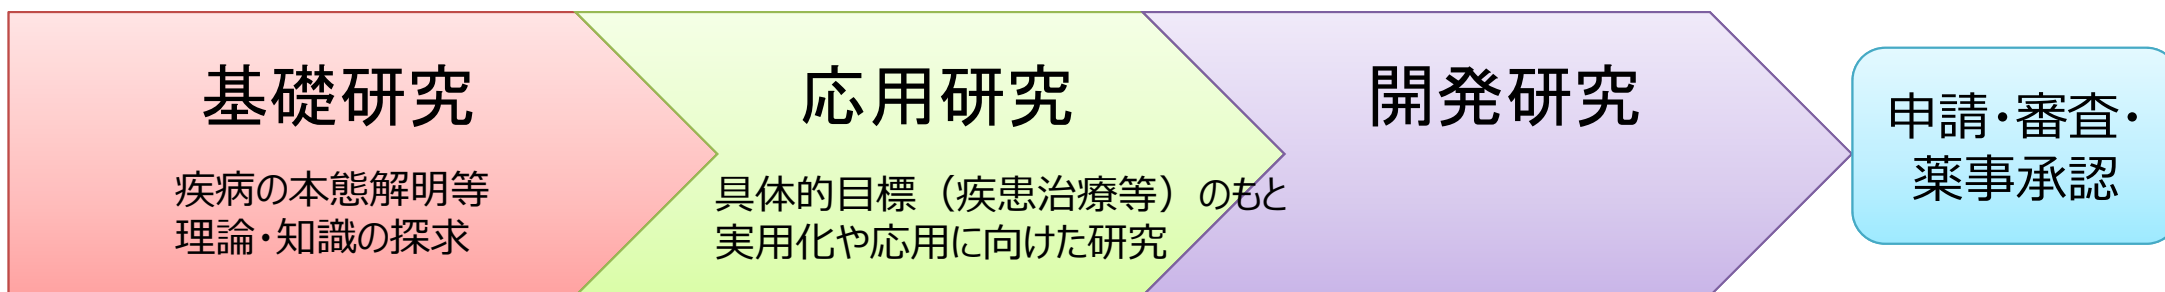 基礎研究
疾病の本態解明等
理論・知識の探求
応用研究
具体的目標（疾患治療等）のもと
実用化や応用に向けた研究
開発研究
申請・審査・
薬事承認